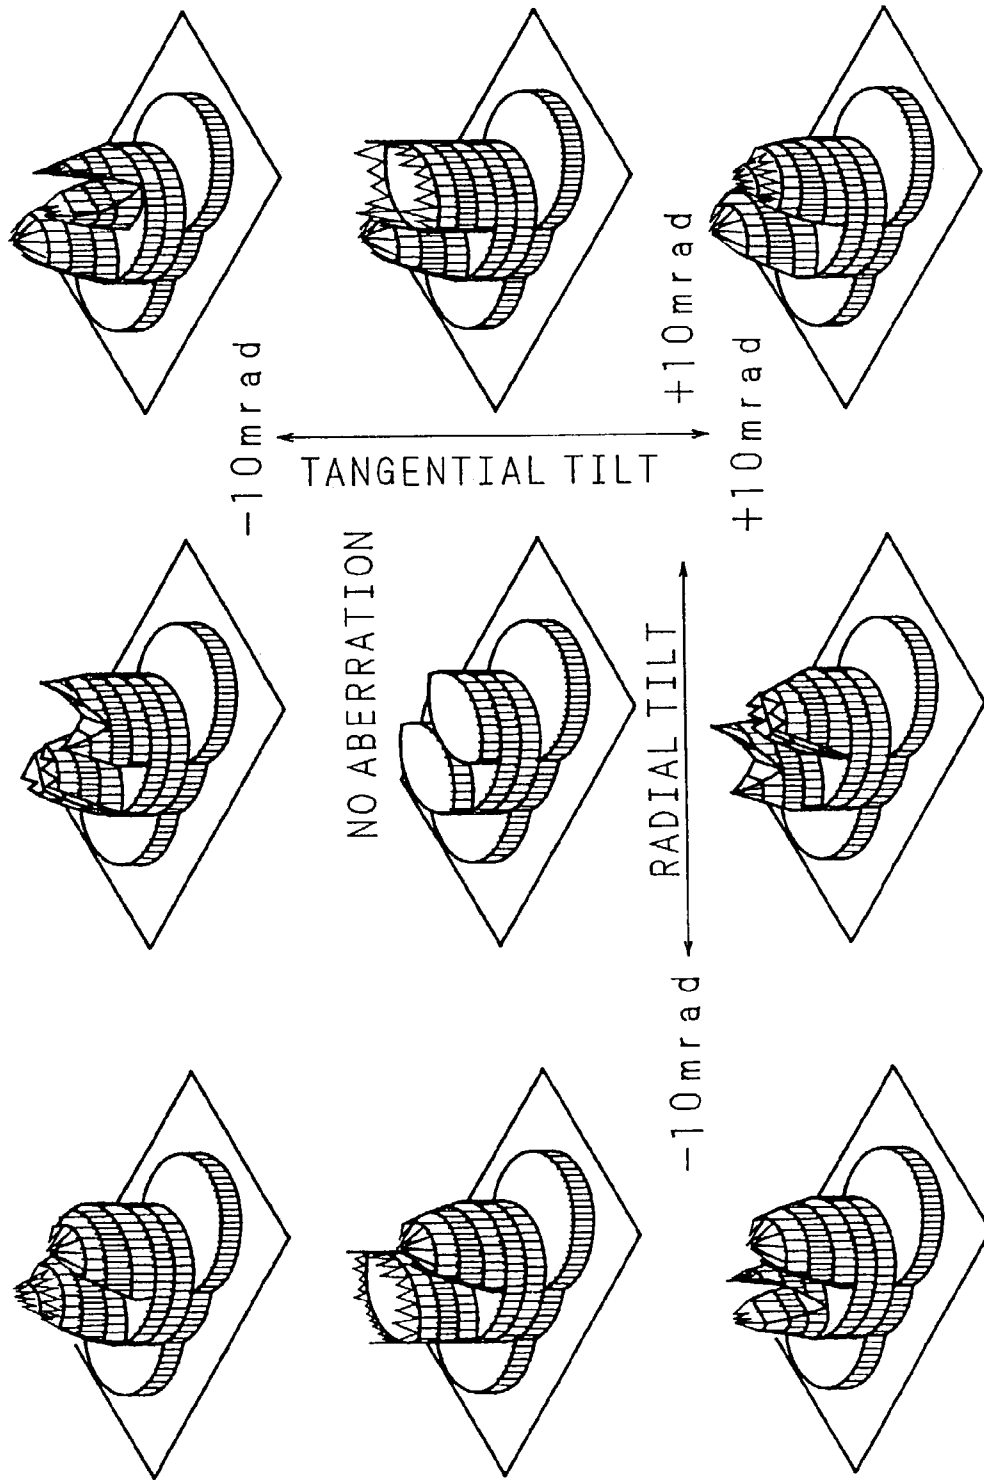 -10mrad
TANGENTIAL TILT
+10mrad
NO ABERRATION
-10mrad
RADIAL TILT
+10mrad